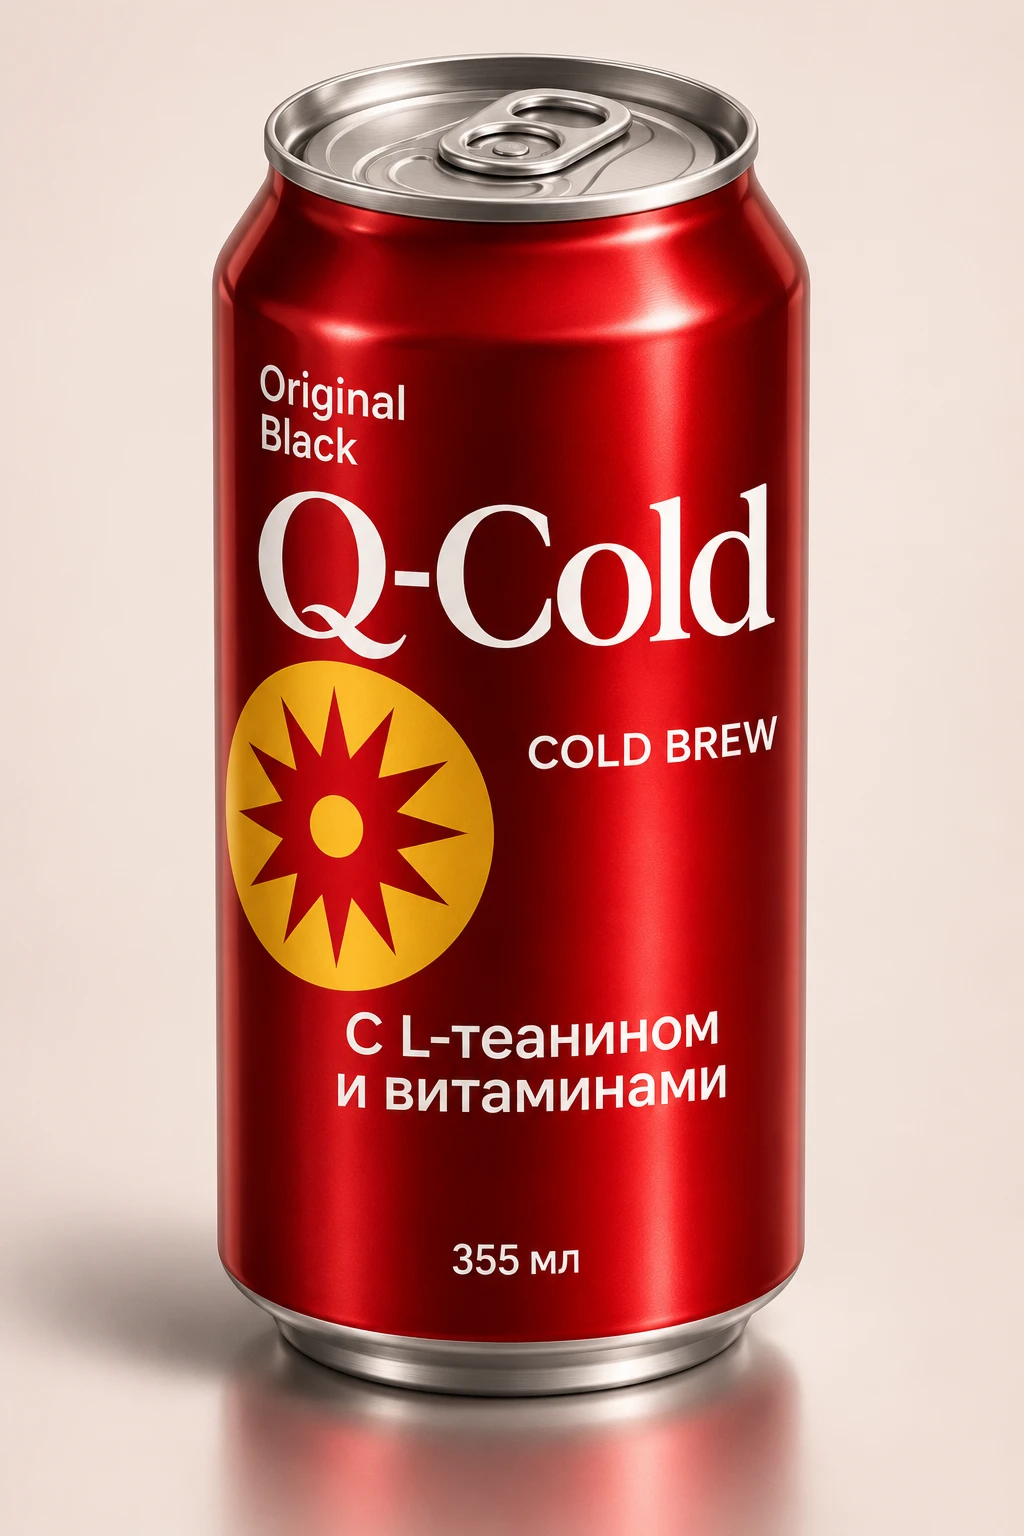 Original
Black
Q-Cold
COLD BREW
С L-теанином
и витаминами
355 мл